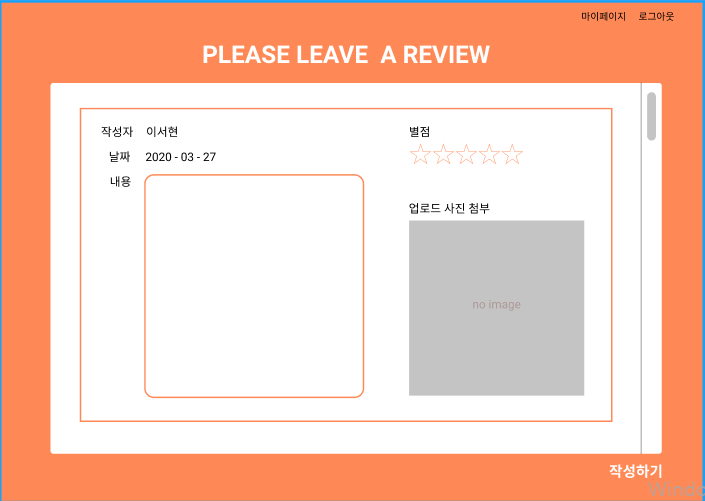 마이페이지 로그아웃
PLEASE LEAVE A REVIEW
작성자 이서현
날짜 2020 - 03 - 27
내용
별점
업로드 사진 첨부
no image
작성하기